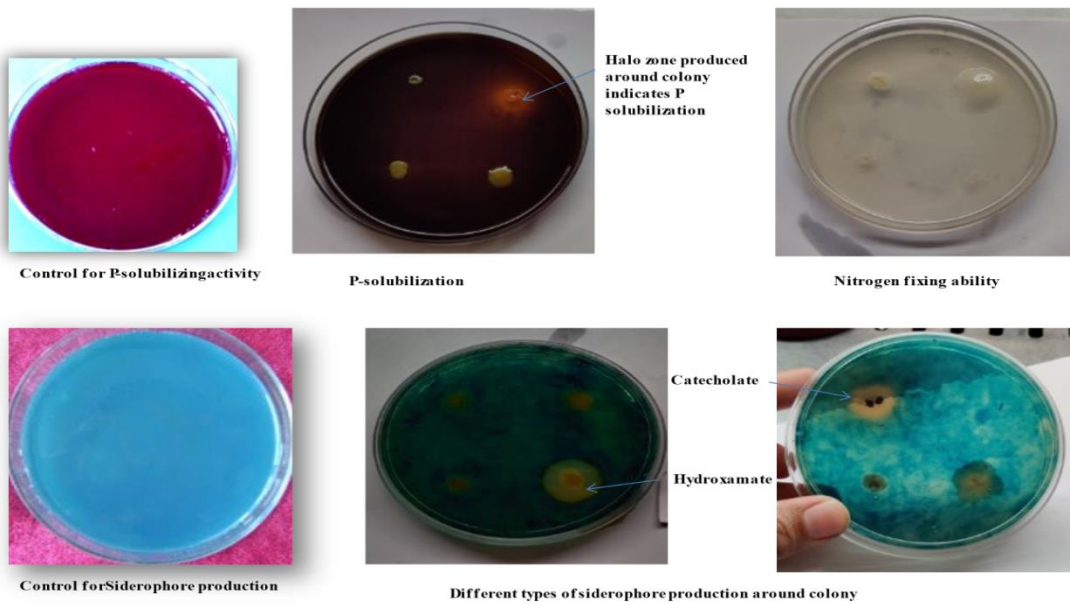 Halo zone produced
around colony
indicates P
solubilization
Control for P-solubilizingactivity
P-solubilization
Nitrogen fixing ability
Catecholate
Hydroxamate
Control forSiderophore production
Different types of siderophore production around colony